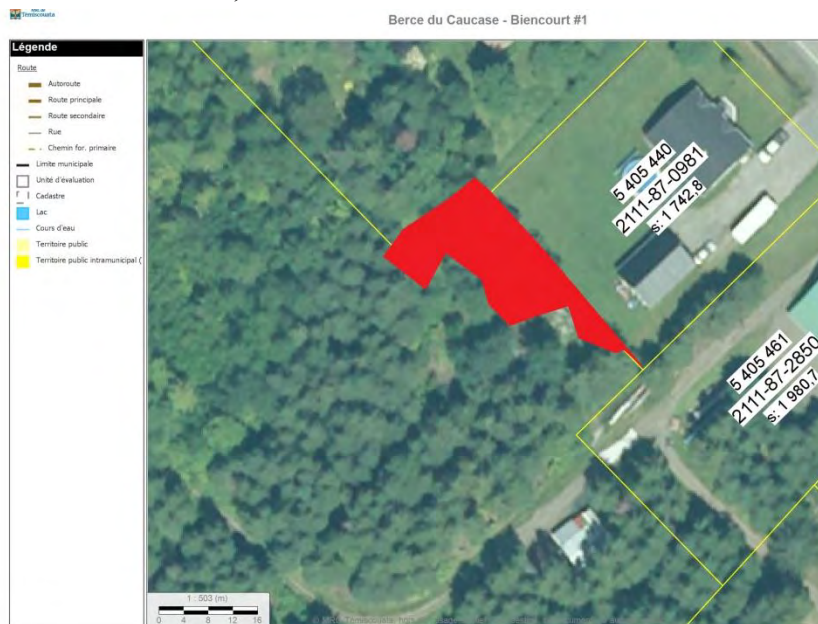 Témiscouata
Berce du Caucase - Biencourt #1
Légende
Route
Autoroute
Route principale
Route secondaire
Rue
Chemin for. primaire
Limite municipale
Unité d'évaluation
Cadastre
Lac
Cours d'eau
Territoire public
Territoire public intramunicipal (
5 405 440
2111-87-0981
s: 1 742,8
5 405 461
2111-87-2850
s: 1 980,7
1 : 503 (m)
0 4 8 12 16